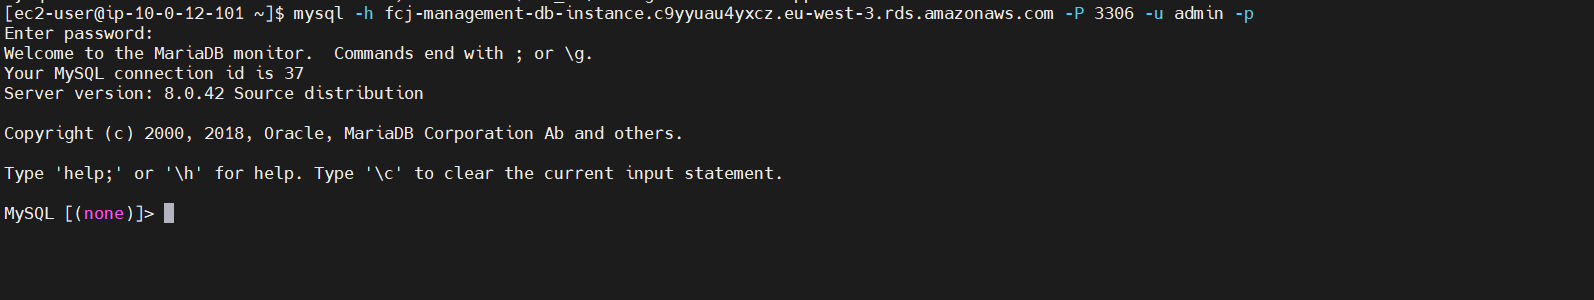 [ec2-user@ip-10-0-12-101 ~]$ mysql -h fcj-management-db-instance.c9yyuau4yxcz.eu-west-3.rds.amazonaws.com -P 3306 -u admin -p
Enter password:
Welcome to the MariaDB monitor.  Commands end with ; or \g.
Your MySQL connection id is 37
Server version: 8.0.42 Source distribution
Copyright (c) 2000, 2018, Oracle, MariaDB Corporation Ab and others.
Type 'help;' or '\h' for help. Type '\c' to clear the current input statement.
MySQL [(none)]>